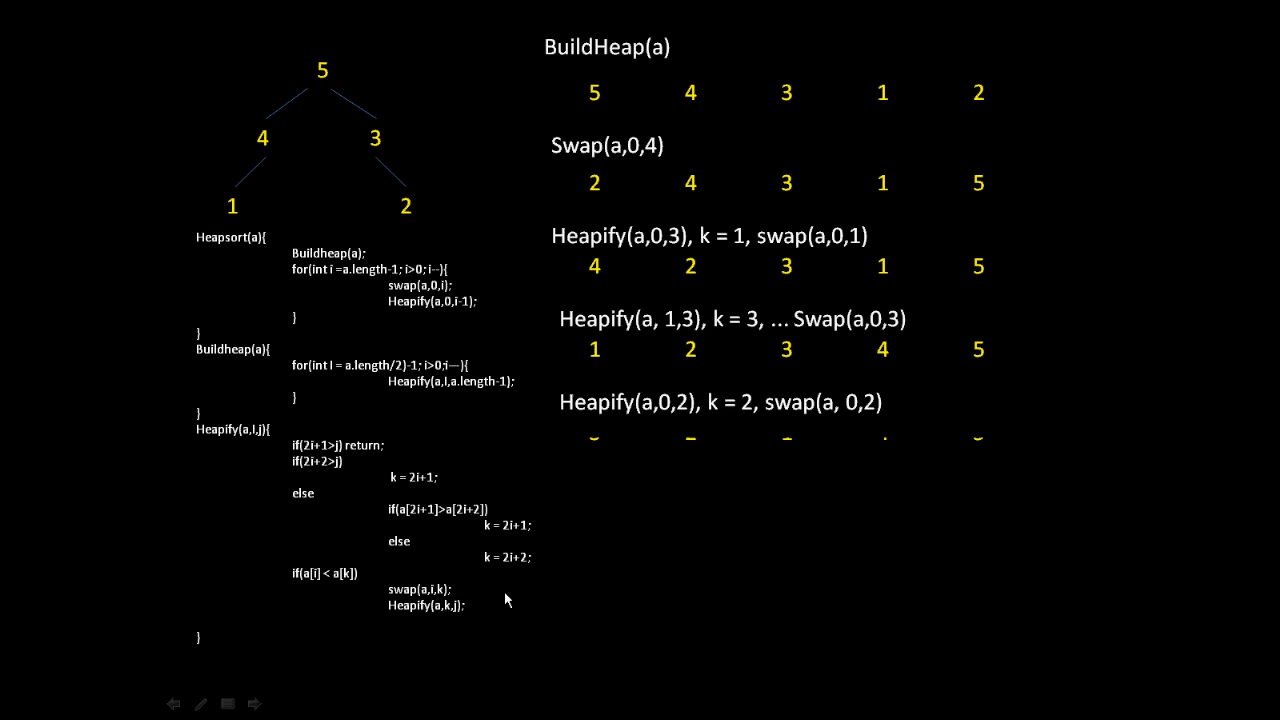 5
4 3
1 2
Heapsort(a){
Buildheap(a);
for(int i =a.length-1; i>0; i--){
swap(a,0,i);
Heapify(a,0,i-1);
}
}
Buildheap(a){
for(int I = a.length/2)-1; i>0;i—){
Heapify(a,I,a.length-1);
}
}
Heapify(a,I,j){
if(2i+1>j) return;
if(2i+2>j)
k = 2i+1;
else
if(a[2i+1]>a[2i+2])
k = 2i+1;
else
k = 2i+2;
if(a[i] < a[k])
swap(a,i,k);
Heapify(a,k,j);
}
BuildHeap(a)
5 4 3 1 2
Swap(a,0,4)
2 4 3 1 5
Heapify(a,0,3), k = 1, swap(a,0,1)
4 2 3 1 5
Heapify(a, 1,3), k = 3, ... Swap(a,0,3)
1 2 3 4 5
Heapify(a,0,2), k = 2, swap(a, 0,2)